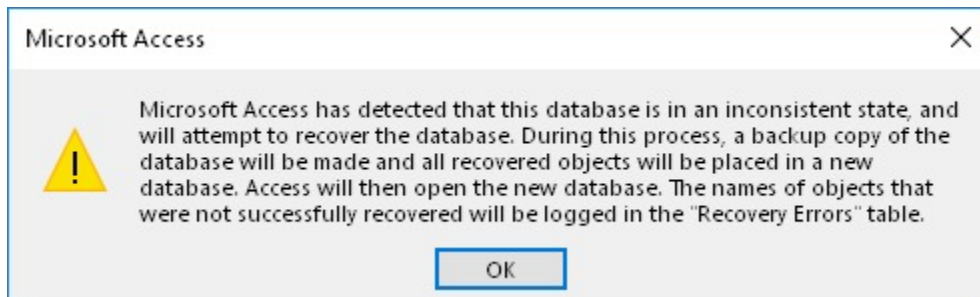 Microsoft Access
Microsoft Access has detected that this database is in an inconsistent state, and
will attempt to recover the database. During this process, a backup copy of the
database will be made and all recovered objects will be placed in a new
database. Access will then open the new database. The names of objects that
were not successfully recovered will be logged in the "Recovery Errors" table.
OK